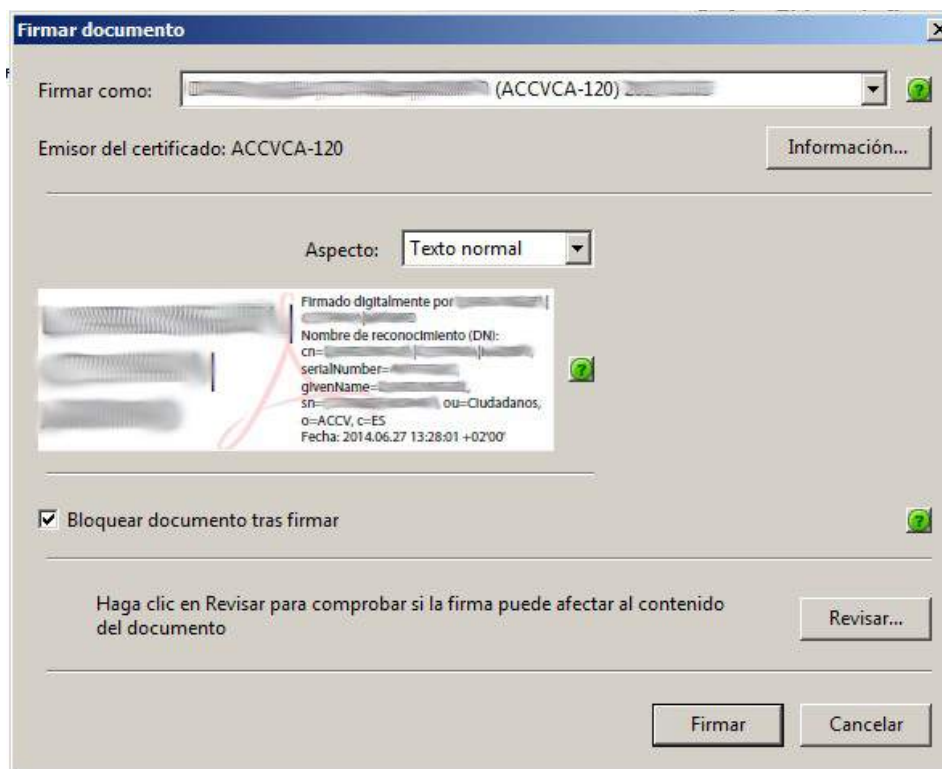 Firmar documento
Firmar como: (ACCVCA-120)
Emisor del certificado: ACCVCA-120 Información...
Aspecto: Texto normal
Firmado digitalmente por
Nombre de reconocimiento (DN):
cn=
serialNumber=
givenName=
sn= ou=Ciudadanos,
o=ACCV, c=ES
Fecha: 2014.06.27 13:28:01 +02'00'
Bloquear documento tras firmar
Haga clic en Revisar para comprobar si la firma puede afectar al contenido
del documento
Revisar...
Firmar Cancelar